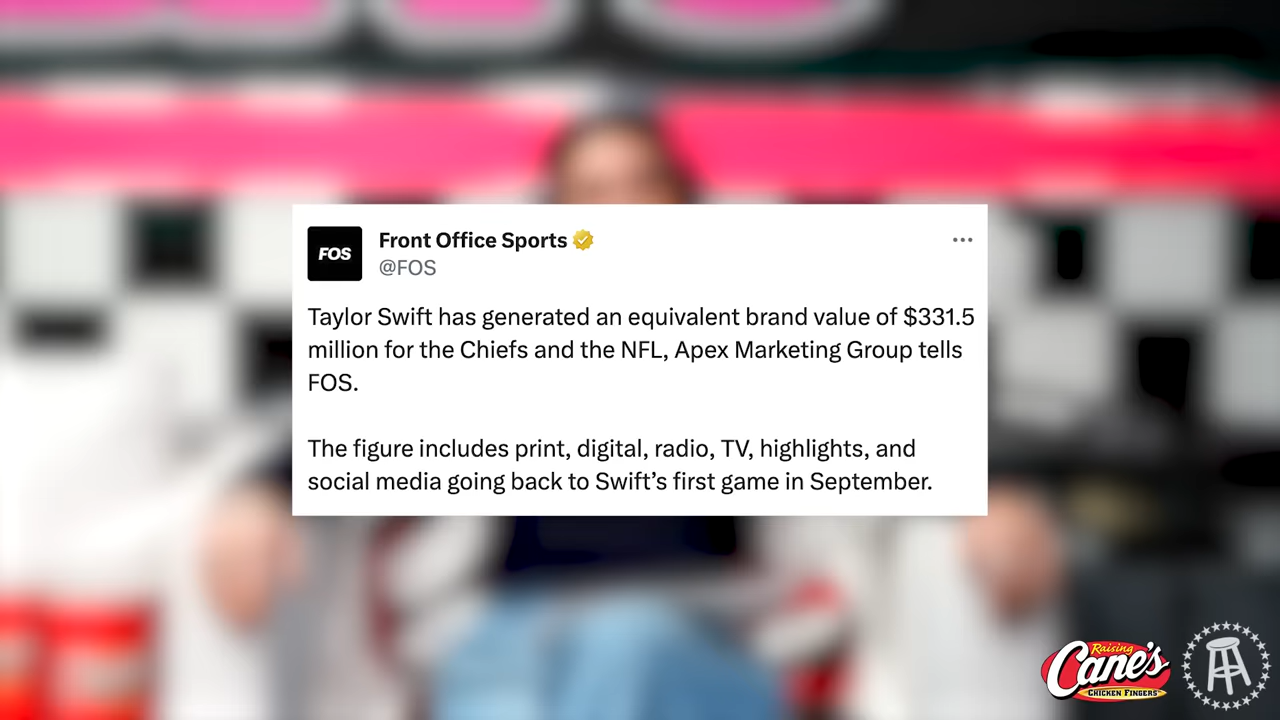 FOS
Front Office Sports
@FOS
Taylor Swift has generated an equivalent brand value of $331.5
million for the Chiefs and the NFL, Apex Marketing Group tells
FOS.
The figure includes print, digital, radio, TV, highlights, and
social media going back to Swift’s first game in September.
Raising
Cane's
CHICKEN FINGERS